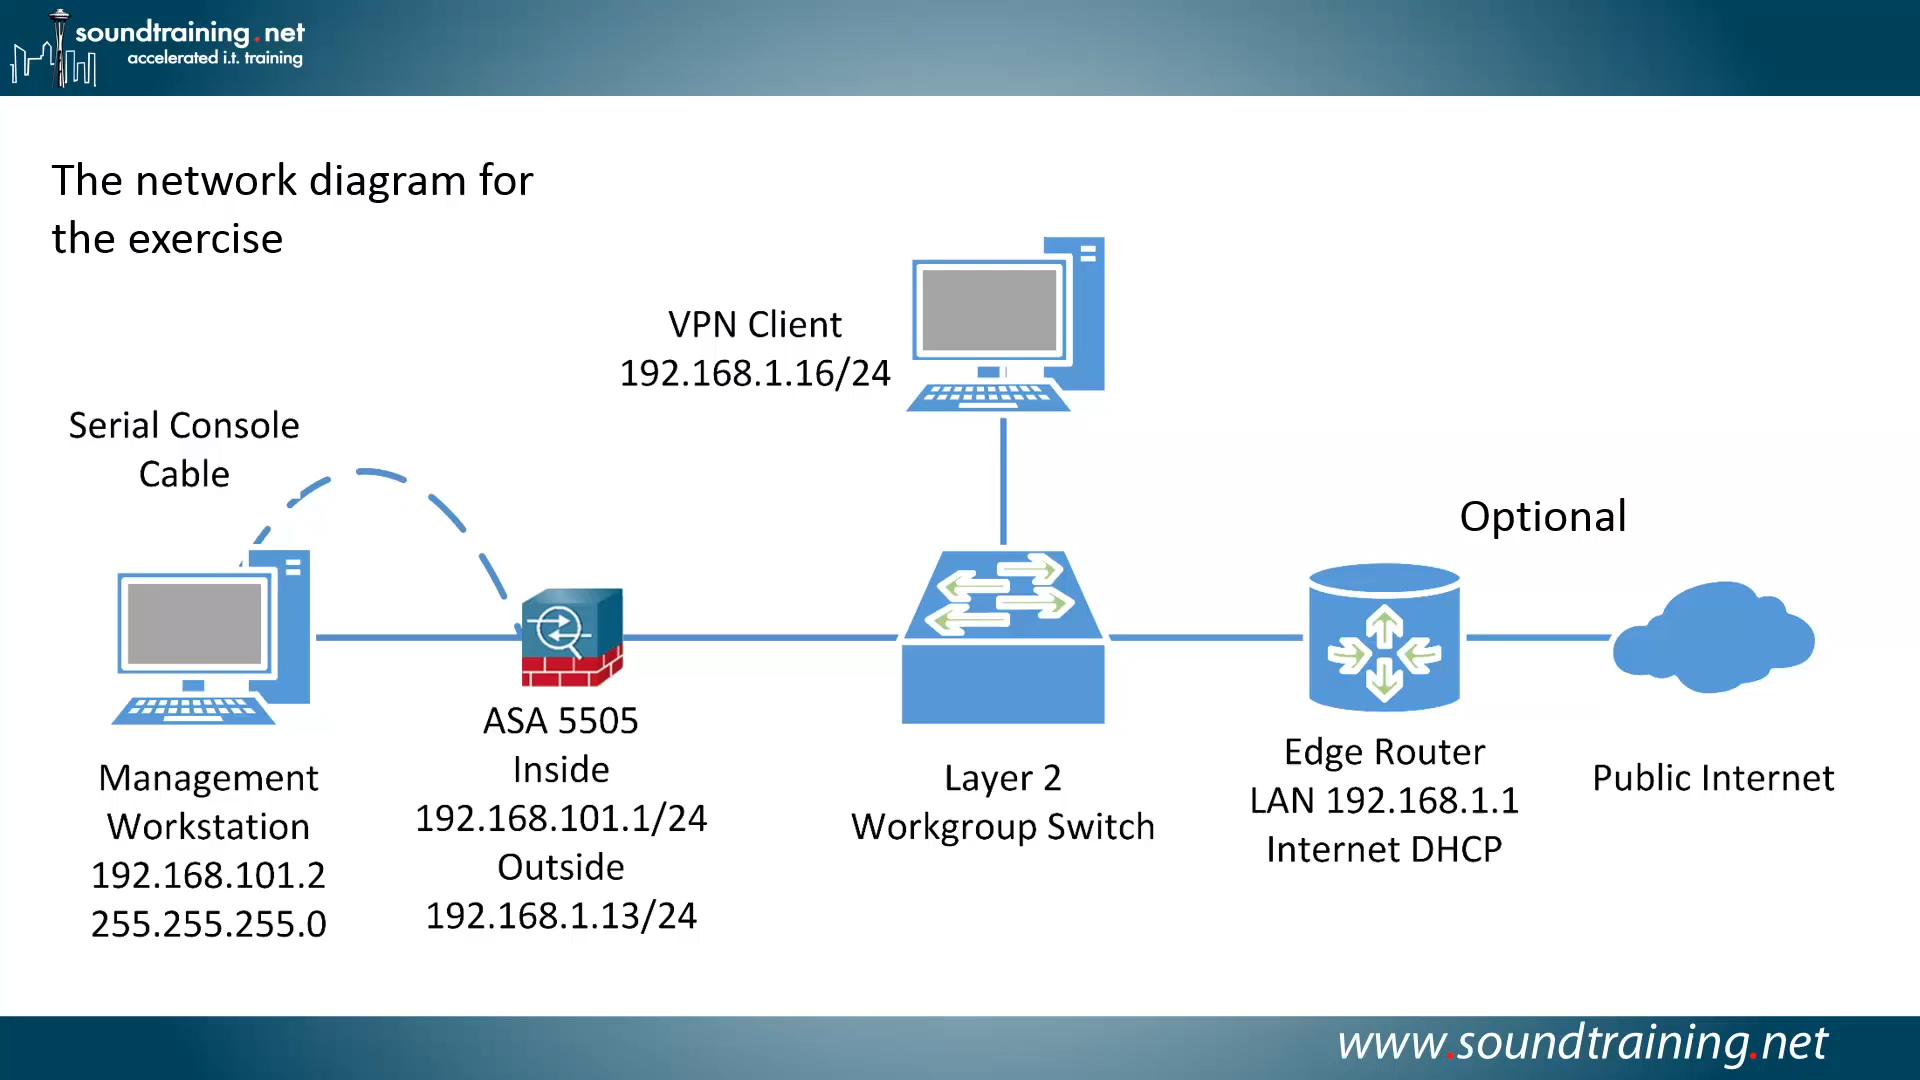 soundtraining.net
accelerated i.t. training
The network diagram for
the exercise
VPN Client
192.168.1.16/24
Serial Console
Cable
Optional
ASA 5505
Inside
192.168.101.1/24
Outside
192.168.1.13/24
Management
Workstation
192.168.101.2
255.255.255.0
Layer 2
Workgroup Switch
Edge Router
LAN 192.168.1.1
Internet DHCP
Public Internet
www.soundtraining.net